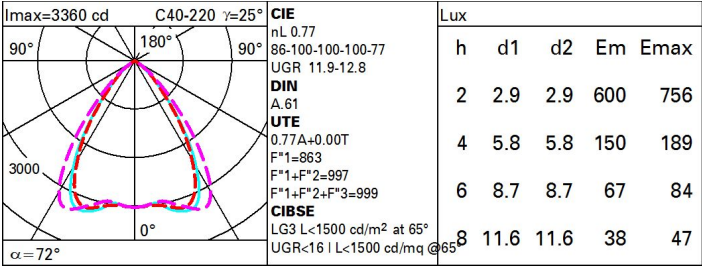 Imax=3360 cd C40-220 γ=25°
90° 180° 90°
3000
0°
α=72°
CIE
nL 0.77
86-100-100-100-77
UGR 11.9-12.8
DIN
A.61
UTE
0.77A+0.00T
F"1=863
F"1+F"2=997
F"1+F"2+F"3=999
CIBSE
LG3 L<1500 cd/m² at 65°
UGR<16 | L<1500 cd/mq @65°
Lux
h d1 d2 Em Emax
2 2.9 2.9 600 756
4 5.8 5.8 150 189
6 8.7 8.7 67 84
8 11.6 11.6 38 47